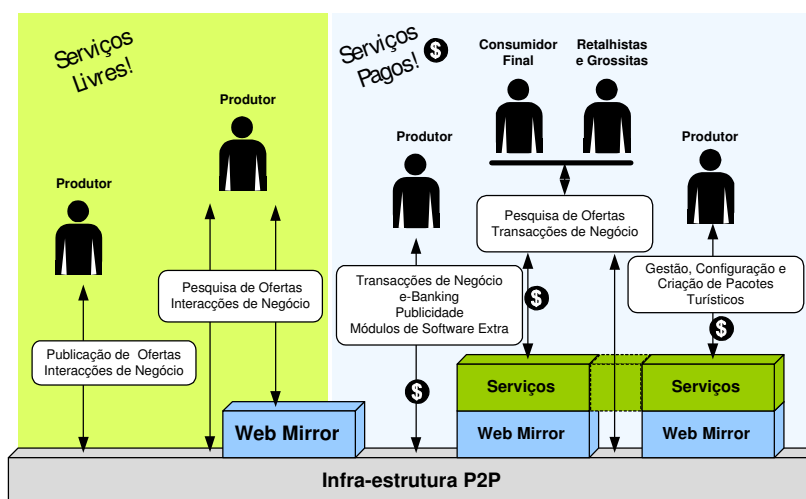 Serviços
Livres!
Produtor
Produtor
Pesquisa de Ofertas
Interacções de Negócio
Publicação de Ofertas
Interacções de Negócio
Web Mirror
Serviços
Pagos!
$
Consumidor
Final
Retalhistas
e Grossitas
Produtor
Produtor
Pesquisa de Ofertas
Transacções de Negócio
Transacções de Negócio
e-Banking
Publicidade
Módulos de Software Extra
$
$
Gestão, Configuração e
Criação de Pacotes
Turísticos
$
Serviços
Web Mirror
Serviços
Web Mirror
Infra-estrutura P2P